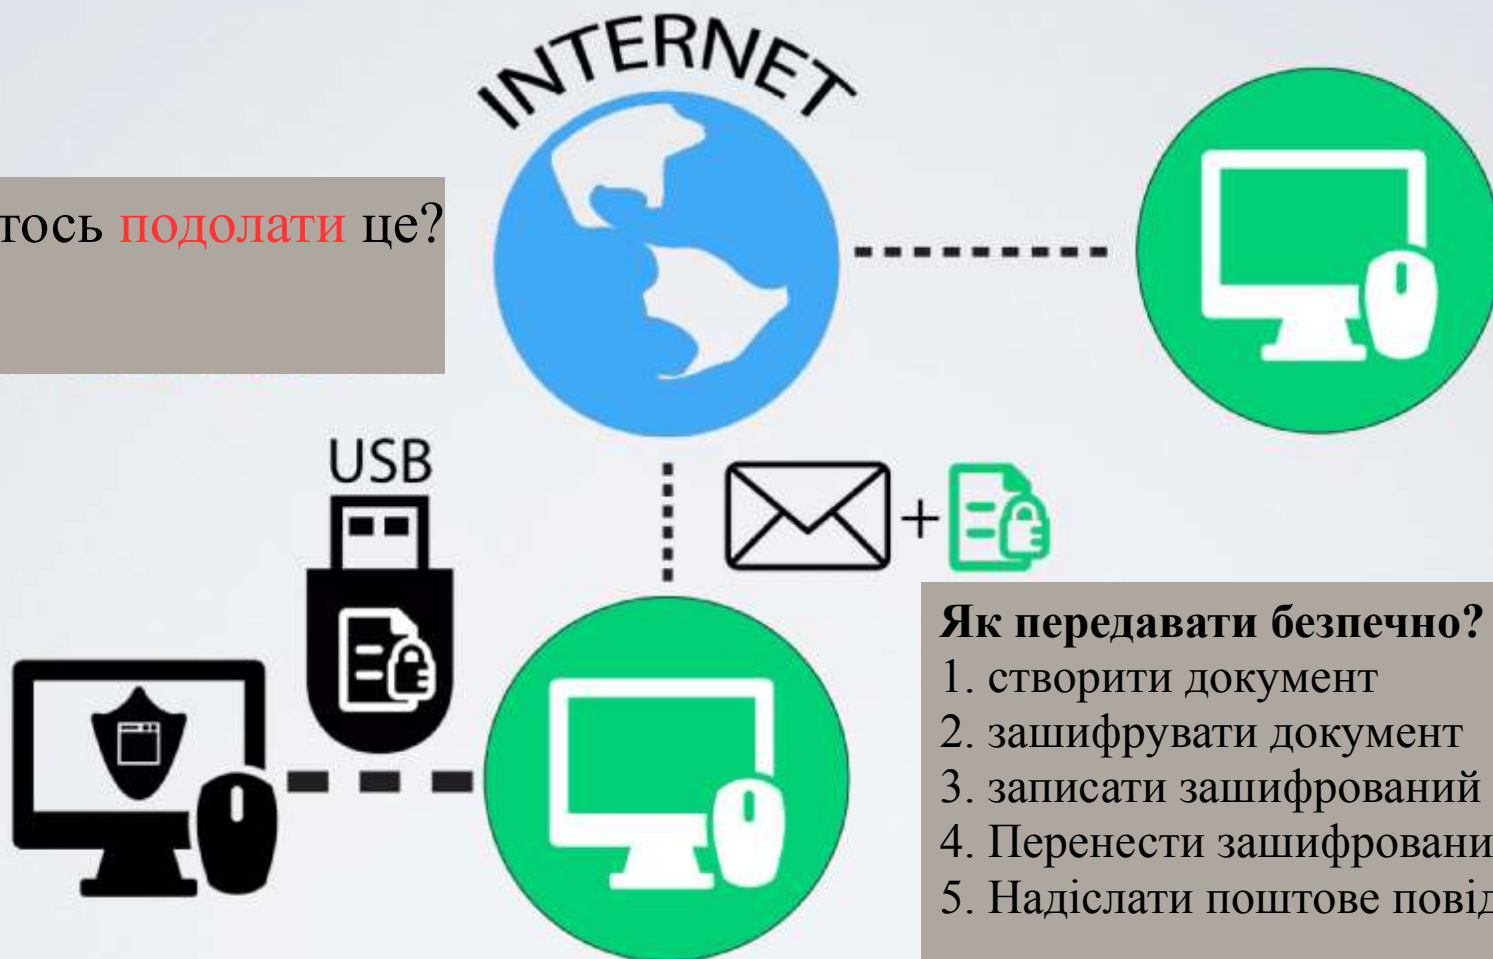 INTERNET
тось подолати це?
USB
+
Як передавати безпечно?
1. створити документ
2. зашифрувати документ
3. записати зашифрований
4. Перенести зашифровани
5. Надіслати поштове повід